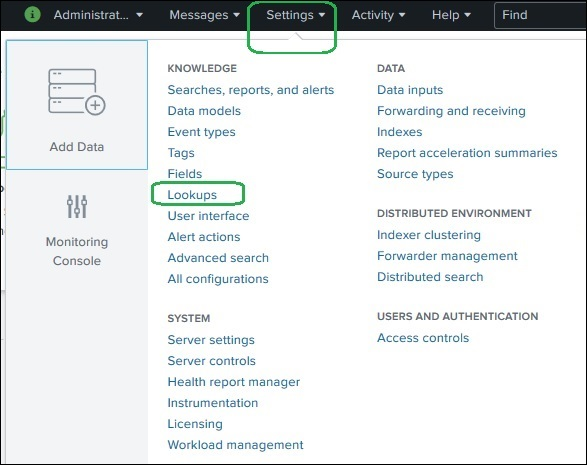 i Administrat... Messages Settings Activity Help Find
Add Data
Monitoring
Console
KNOWLEDGE
Searches, reports, and alerts
Data models
Event types
Tags
Fields
Lookups
User interface
Alert actions
Advanced search
All configurations
SYSTEM
Server settings
Server controls
Health report manager
Instrumentation
Licensing
Workload management
DATA
Data inputs
Forwarding and receiving
Indexes
Report acceleration summaries
Source types
DISTRIBUTED ENVIRONMENT
Indexer clustering
Forwarder management
Distributed search
USERS AND AUTHENTICATION
Access controls